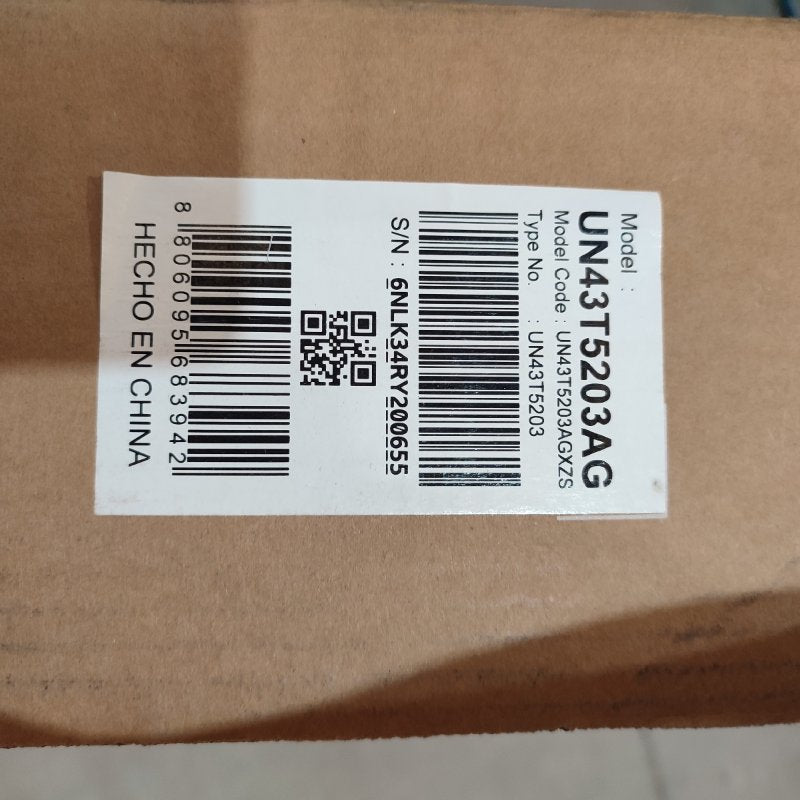 Model :
UN43T5203AG
Model Code : UN43T5203AGXZS
Type No. : UN43T5203
S/N : 6NLK34RY200655
8 806095 683942
HECHO EN CHINA